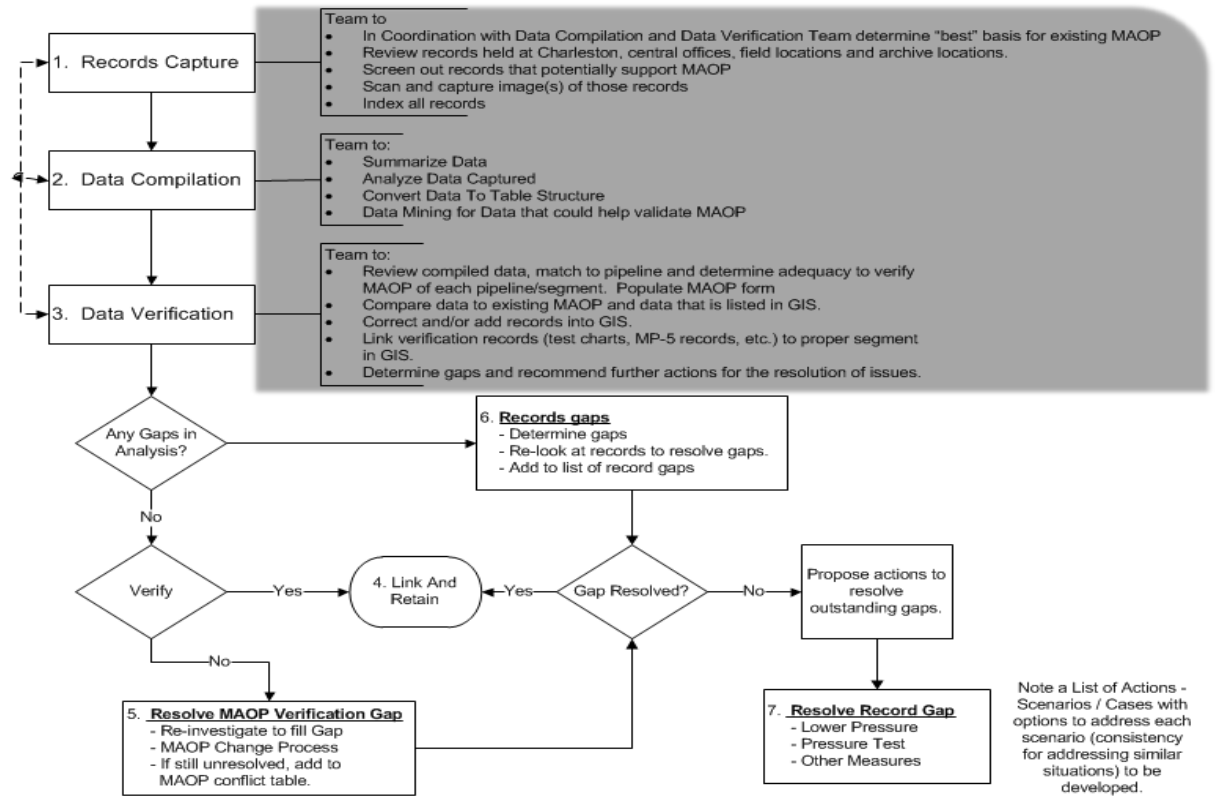 1. Records Capture
Team to
• In Coordination with Data Compilation and Data Verification Team determine “best” basis for existing MAOP
• Review records held at Charleston, central offices, field locations and archive locations.
• Screen out records that potentially support MAOP
• Scan and capture image(s) of those records
• Index all records
2. Data Compilation
Team to:
• Summarize Data
• Analyze Data Captured
• Convert Data To Table Structure
• Data Mining for Data that could help validate MAOP
3. Data Verification
Team to:
• Review compiled data, match to pipeline and determine adequacy to verify
MAOP of each pipeline/segment. Populate MAOP form
• Compare data to existing MAOP and data that is listed in GIS.
• Correct and/or add records into GIS.
• Link verification records (test charts, MP-5 records, etc.) to proper segment
in GIS.
• Determine gaps and recommend further actions for the resolution of issues.
Any Gaps in
Analysis?
6. Records gaps
- Determine gaps
- Re-look at records to resolve gaps.
- Add to list of record gaps
No
Verify
Yes
4. Link And
Retain
Yes
Gap Resolved?
No
Propose actions to
resolve
outstanding gaps.
No
5. Resolve MAOP Verification Gap
- Re-investigate to fill Gap
- MAOP Change Process
- If still unresolved, add to
MAOP conflict table.
7. Resolve Record Gap
- Lower Pressure
- Pressure Test
- Other Measures
Note a List of Actions -
Scenarios / Cases with
options to address each
scenario (consistency
for addressing similar
situations) to be
developed.